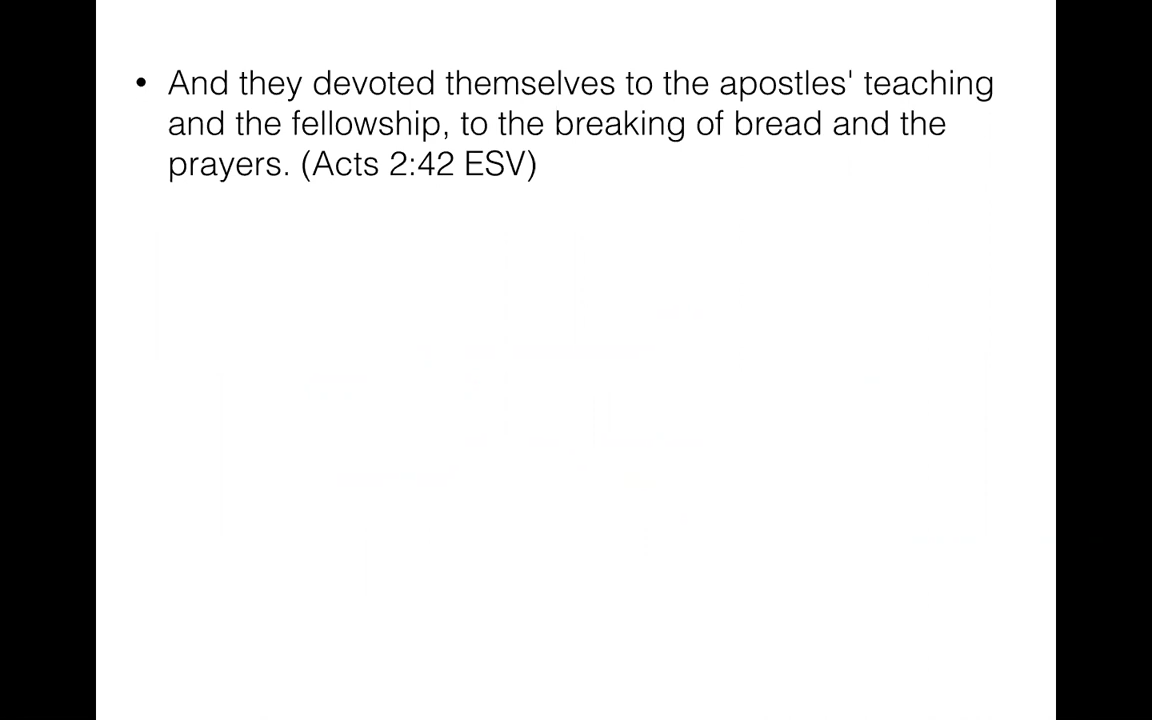 • And they devoted themselves to the apostles' teaching
and the fellowship, to the breaking of bread and the
prayers. (Acts 2:42 ESV)